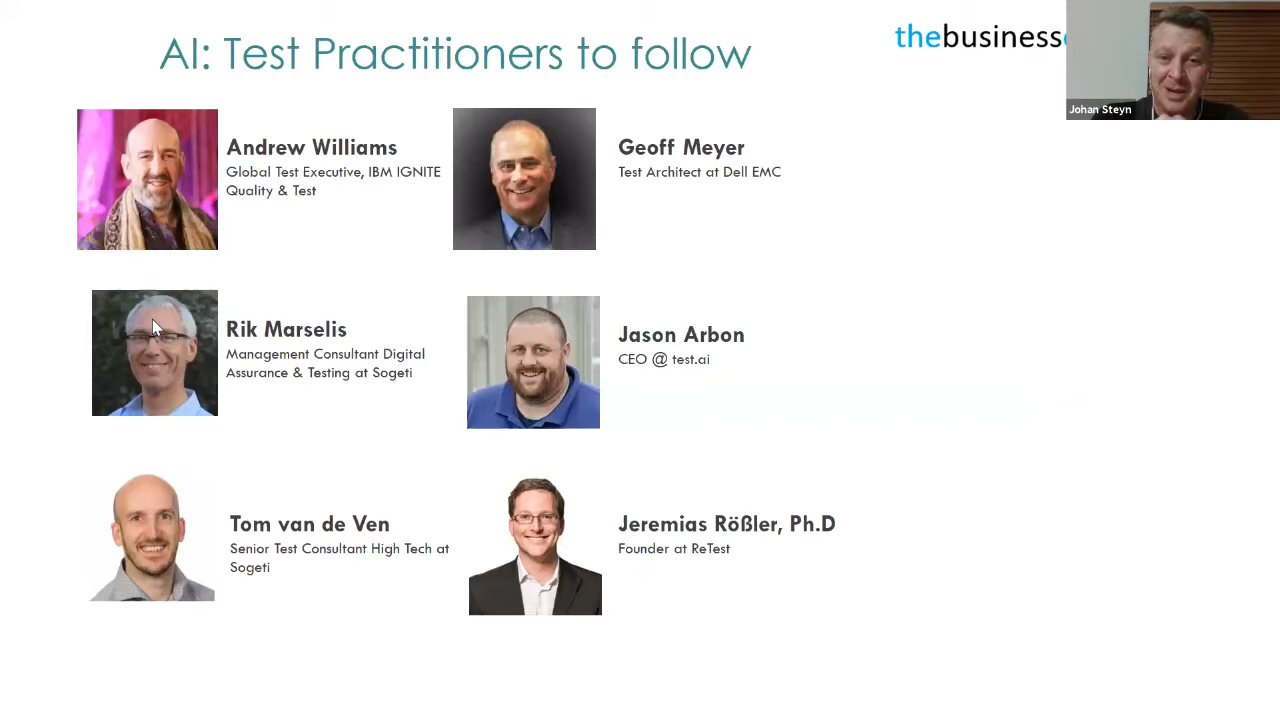 AI: Test Practitioners to follow
thebusiness
Johan Steyn
Andrew Williams
Global Test Executive, IBM IGNITE
Quality & Test
Geoff Meyer
Test Architect at Dell EMC
Rik Marselis
Management Consultant Digital
Assurance & Testing at Sogeti
Jason Arbon
CEO @ test.ai
Tom van de Ven
Senior Test Consultant High Tech at
Sogeti
Jeremias Rößler, Ph.D
Founder at ReTest